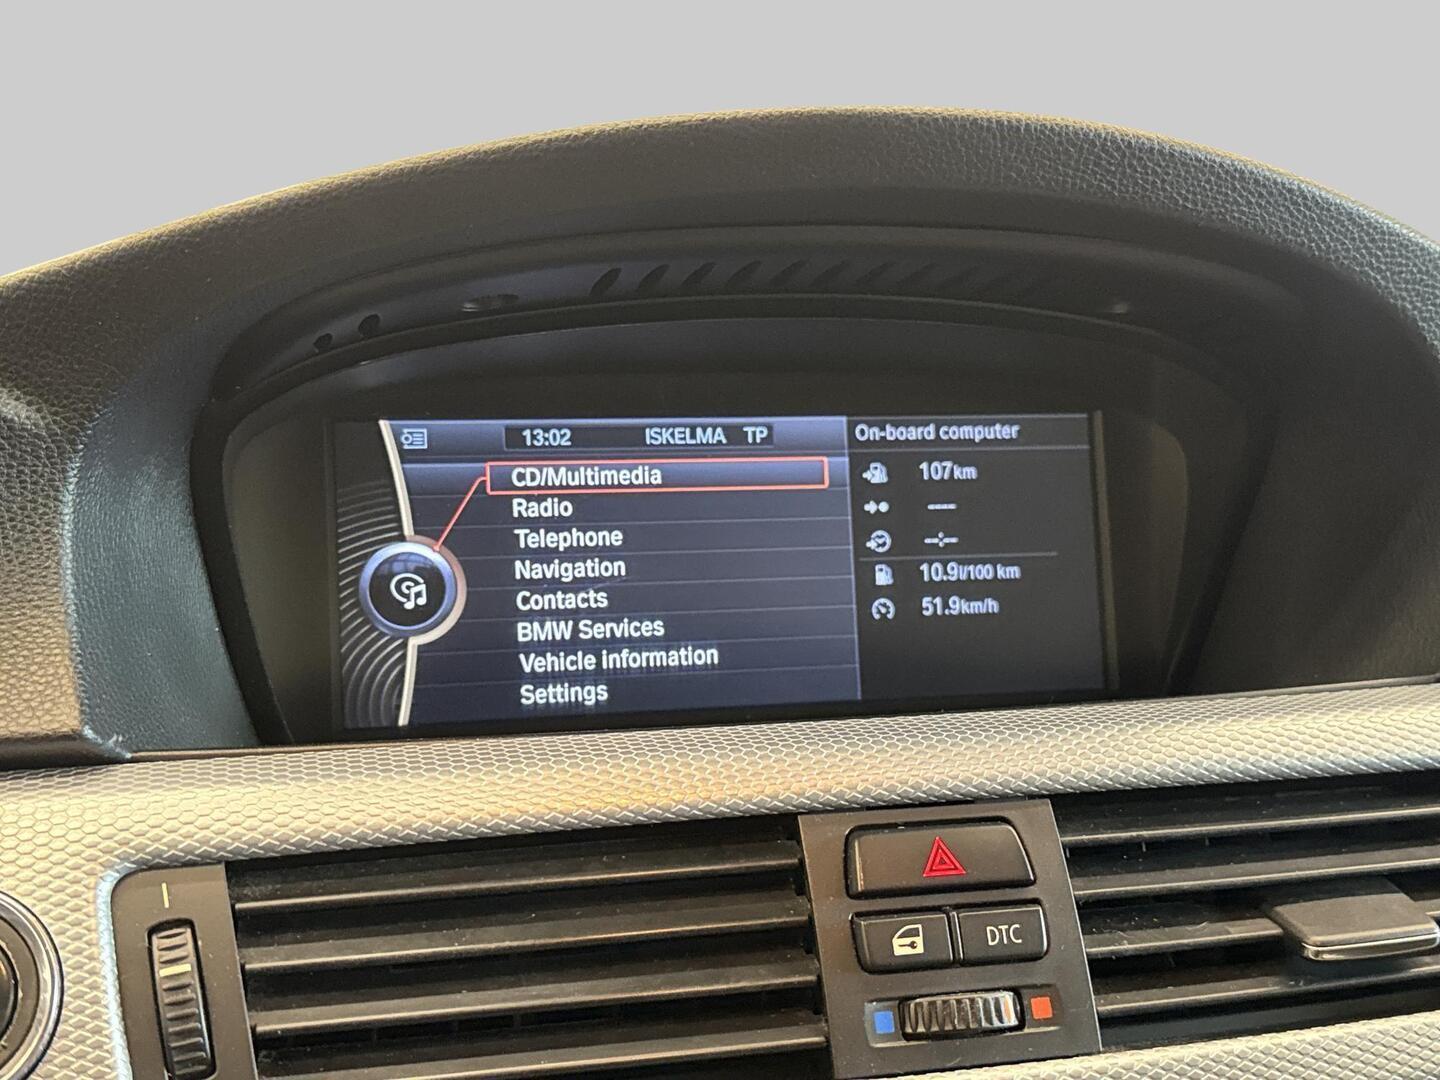 13:02 ISKELMA TP
CD/Multimedia
Radio
Telephone
Navigation
Contacts
BMW Services
Vehicle information
Settings
On-board computer
107km
----
--:--
10.9l/100 km
51.9km/h
DTC